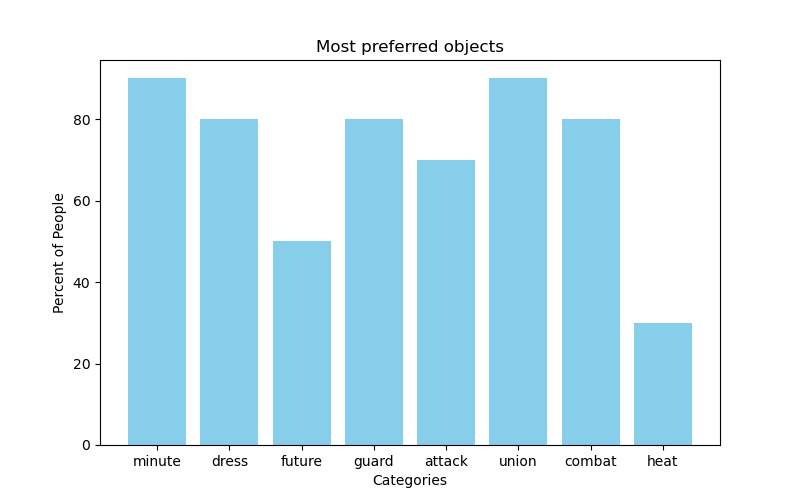 Most preferred objects
Percent of People
80
60
40
20
0
minute dress future guard attack union combat heat
Categories